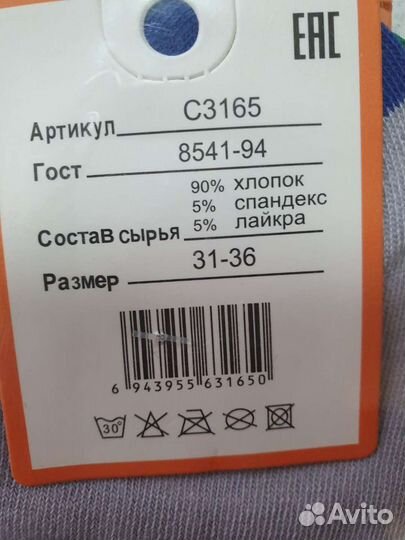 EAC
Артикул C3165
Гост 8541-94
90% хлопок
5% спандекс
Состав сырья 5% лайкра
Размер 31-36
6 943955 631650
30°
Avito